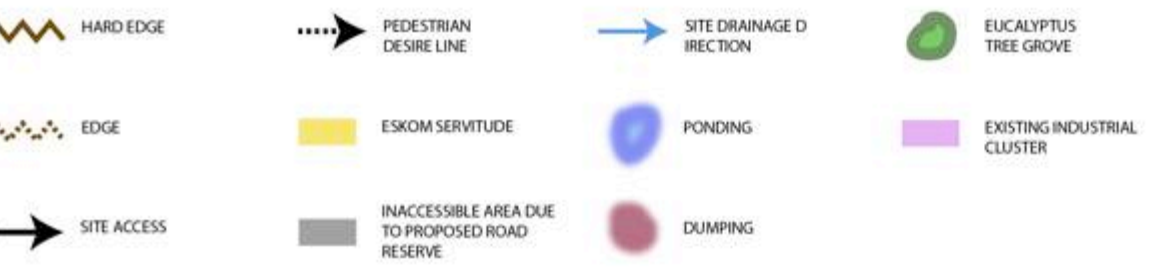 HARD EDGE
PEDESTRIAN
DESIRE LINE
SITE DRAINAGE D
IRECTION
EUCALYPTUS
TREE GROVE
EDGE
ESKOM SERVITUDE
PONDING
EXISTING INDUSTRIAL
CLUSTER
SITE ACCESS
INACCESSIBLE AREA DUE
TO PROPOSED ROAD
RESERVE
DUMPING